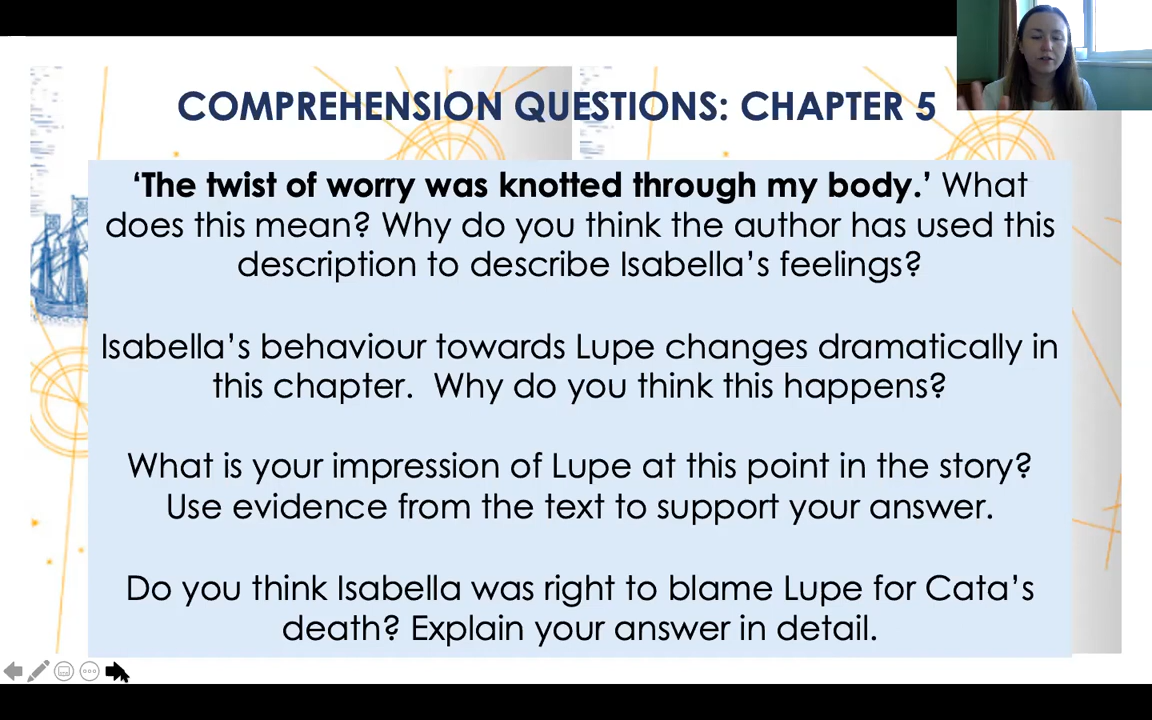 COMPREHENSION QUESTIONS: CHAPTER 5
‘The twist of worry was knotted through my body.’ What
does this mean? Why do you think the author has used this
description to describe Isabella’s feelings?
Isabella’s behaviour towards Lupe changes dramatically in
this chapter.  Why do you think this happens?
What is your impression of Lupe at this point in the story?
Use evidence from the text to support your answer.
Do you think Isabella was right to blame Lupe for Cata’s
death? Explain your answer in detail.